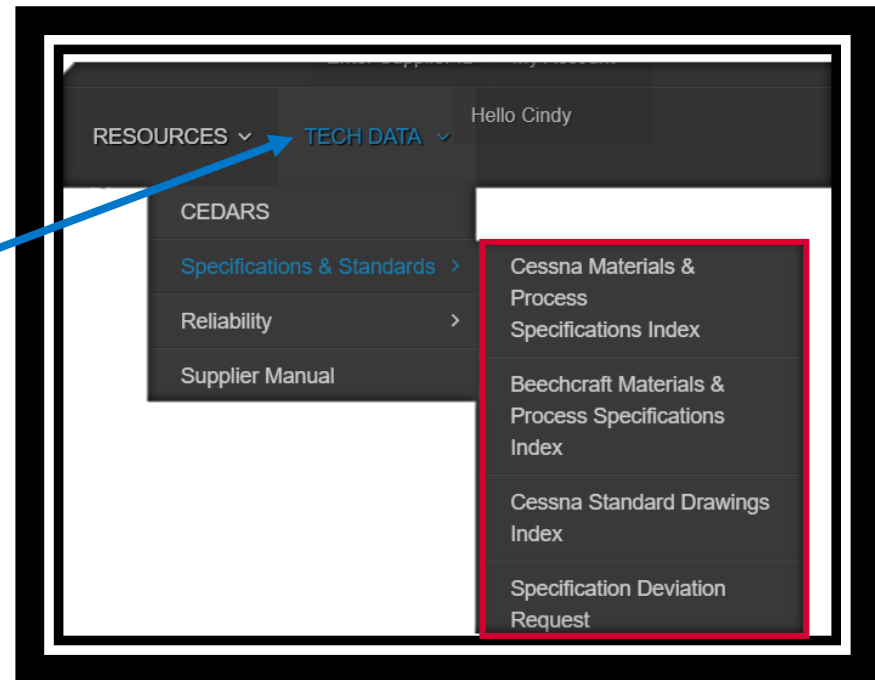 RESOURCES
TECH DATA
Hello Cindy
CEDARS
Specifications & Standards
Reliability
Supplier Manual
Cessna Materials &
Process
Specifications Index
Beechcraft Materials &
Process Specifications
Index
Cessna Standard Drawings
Index
Specification Deviation
Request